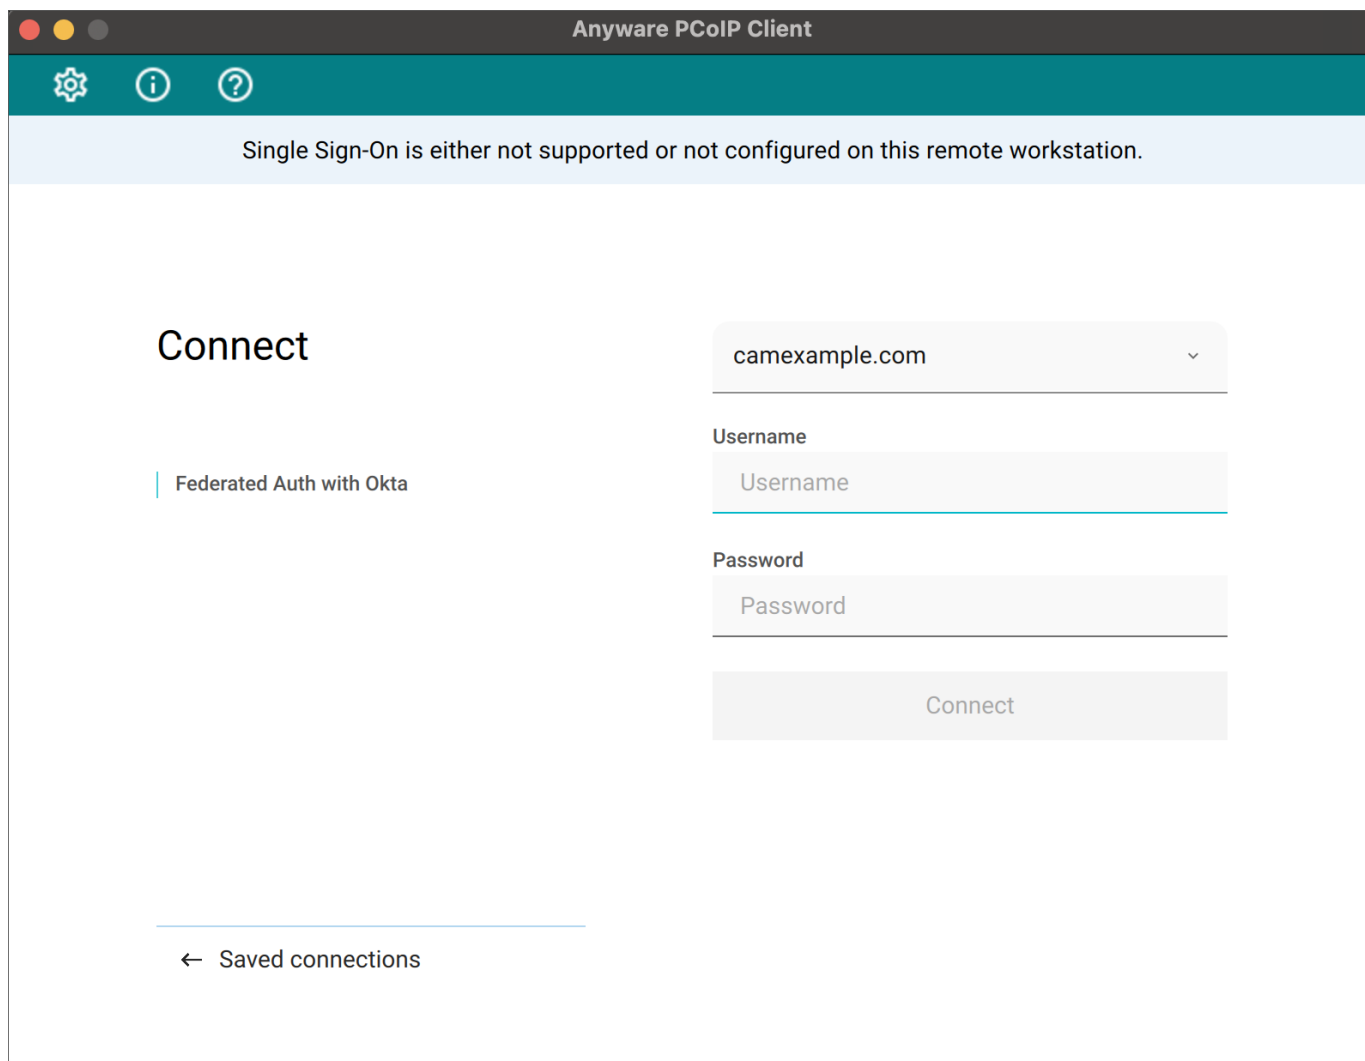 Anyware PCoIP Client
Single Sign-On is either not supported or not configured on this remote workstation.
Connect
Federated Auth with Okta
camexample.com
Username
Username
Password
Password
Connect
Saved connections